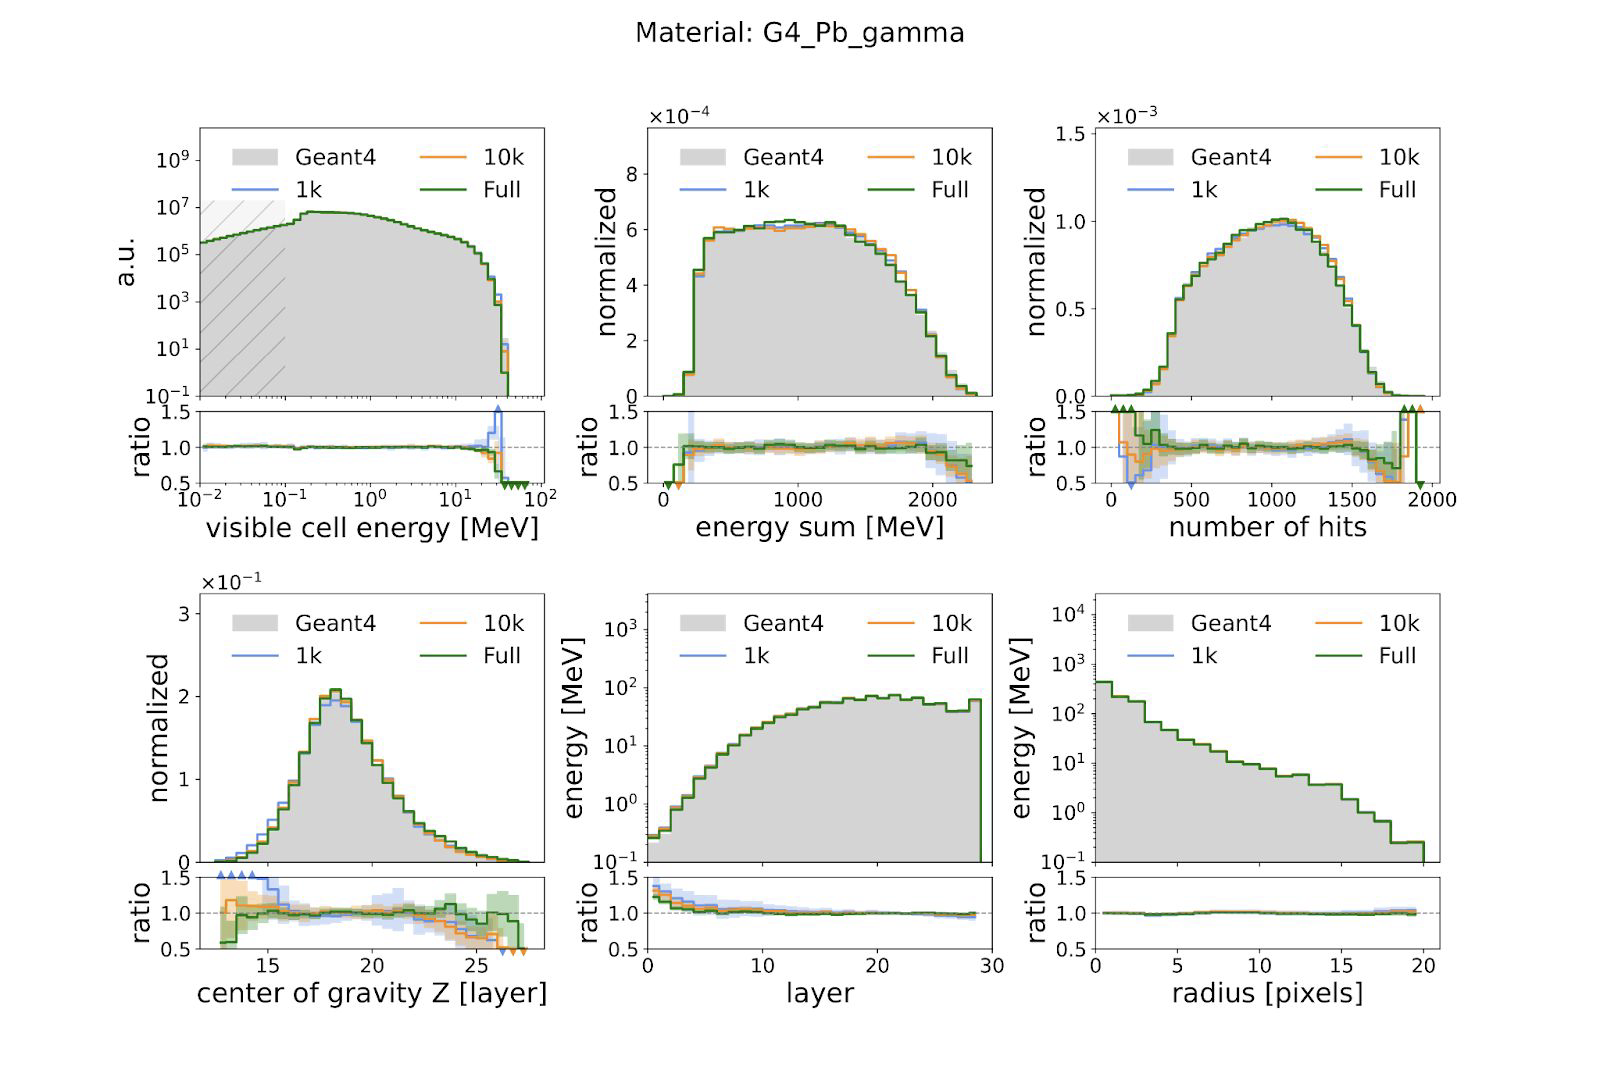 Material: G4_Pb_gamma
10⁹
10⁷
10⁵
10³
10¹
10⁻¹
a.u.
Geant4
1k
10k
Full
1.5
1.0
0.5
ratio
10⁻²
10⁻¹
10⁰
10¹
10²
visible cell energy [MeV]
×10⁻⁴
8
6
4
2
0
normalized
Geant4
1k
10k
Full
1.5
1.0
0.5
ratio
0
1000
2000
energy sum [MeV]
×10⁻³
1.5
1.0
0.5
0.0
normalized
Geant4
1k
10k
Full
1.5
1.0
0.5
ratio
0
500
1000
1500
2000
number of hits
×10⁻¹
3
2
1
0
normalized
Geant4
1k
10k
Full
1.5
1.0
0.5
ratio
15
20
25
center of gravity Z [layer]
10³
10²
10¹
10⁰
10⁻¹
energy [MeV]
Geant4
1k
10k
Full
1.5
1.0
0.5
ratio
0
10
20
30
layer
10⁴
10³
10²
10¹
10⁰
10⁻¹
energy [MeV]
Geant4
1k
10k
Full
1.5
1.0
0.5
ratio
0
5
10
15
20
radius [pixels]